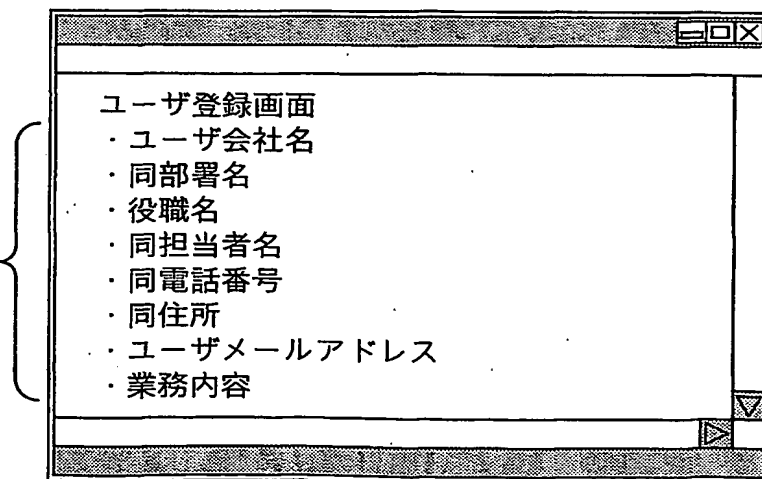 ユーザ登録画面
・ユーザ会社名
・同部署名
・役職名
・同担当者名
・同電話番号
・同住所
・ユーザメールアドレス
・業務内容